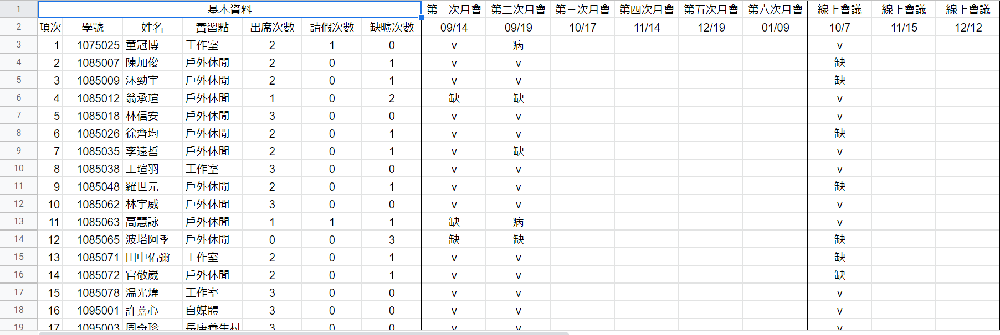 1 基本資料 第一次月會 第二次月會 第三次月會 第四次月會 第五次月會 第六次月會 線上會議 線上會議 線上會議
2 項次 學號 姓名 實習點 出席次數 請假次數 缺曠次數 09/14 09/19 10/17 11/14 12/19 01/09 10/7 11/15 12/12
3 1 1075025 童冠博 工作室 2 1 0 v 病 v
4 2 1085007 陳加俊 戶外休閒 2 0 1 v v 缺
5 3 1085009 沐勁宇 戶外休閒 2 0 1 v v 缺
6 4 1085012 翁承瑄 戶外休閒 1 0 2 缺 缺 v
7 5 1085018 林信安 戶外休閒 3 0 0 v v v
8 6 1085026 徐齊均 戶外休閒 2 0 1 v v 缺
9 7 1085035 李遠哲 戶外休閒 2 0 1 v 缺 v
10 8 1085038 王瑄羽 工作室 3 0 0 v v v
11 9 1085048 羅世元 戶外休閒 2 0 1 v v 缺
12 10 1085062 林宇威 戶外休閒 3 0 0 v v v
13 11 1085063 高慧詠 戶外休閒 1 1 1 缺 病 v
14 12 1085065 波塔阿季 戶外休閒 0 0 3 缺 缺 缺
15 13 1085071 田中佑彌 工作室 2 0 1 v v 缺
16 14 1085072 官敬崴 戶外休閒 2 0 1 v v 缺
17 15 1085078 温光煒 工作室 3 0 0 v v v
18 16 1095001 許嚞心 自媒體 3 0 0 v v v
19 17 1095003 周奇珍 長庚養生村 3 0 0 v v v